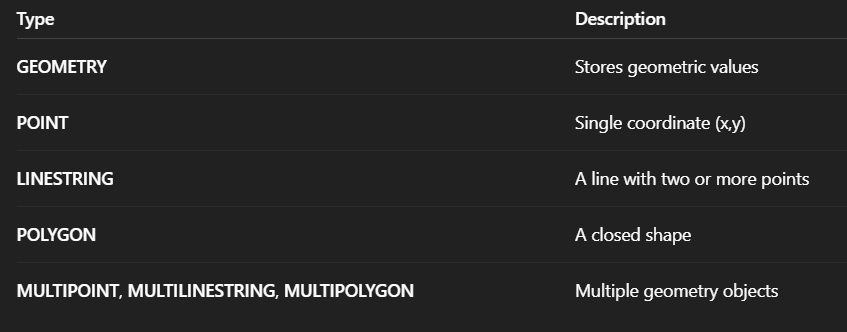 Type Description
GEOMETRY Stores geometric values
POINT Single coordinate (x,y)
LINESTRING A line with two or more points
POLYGON A closed shape
MULTIPOINT, MULTILINESTRING, MULTIPOLYGON Multiple geometry objects